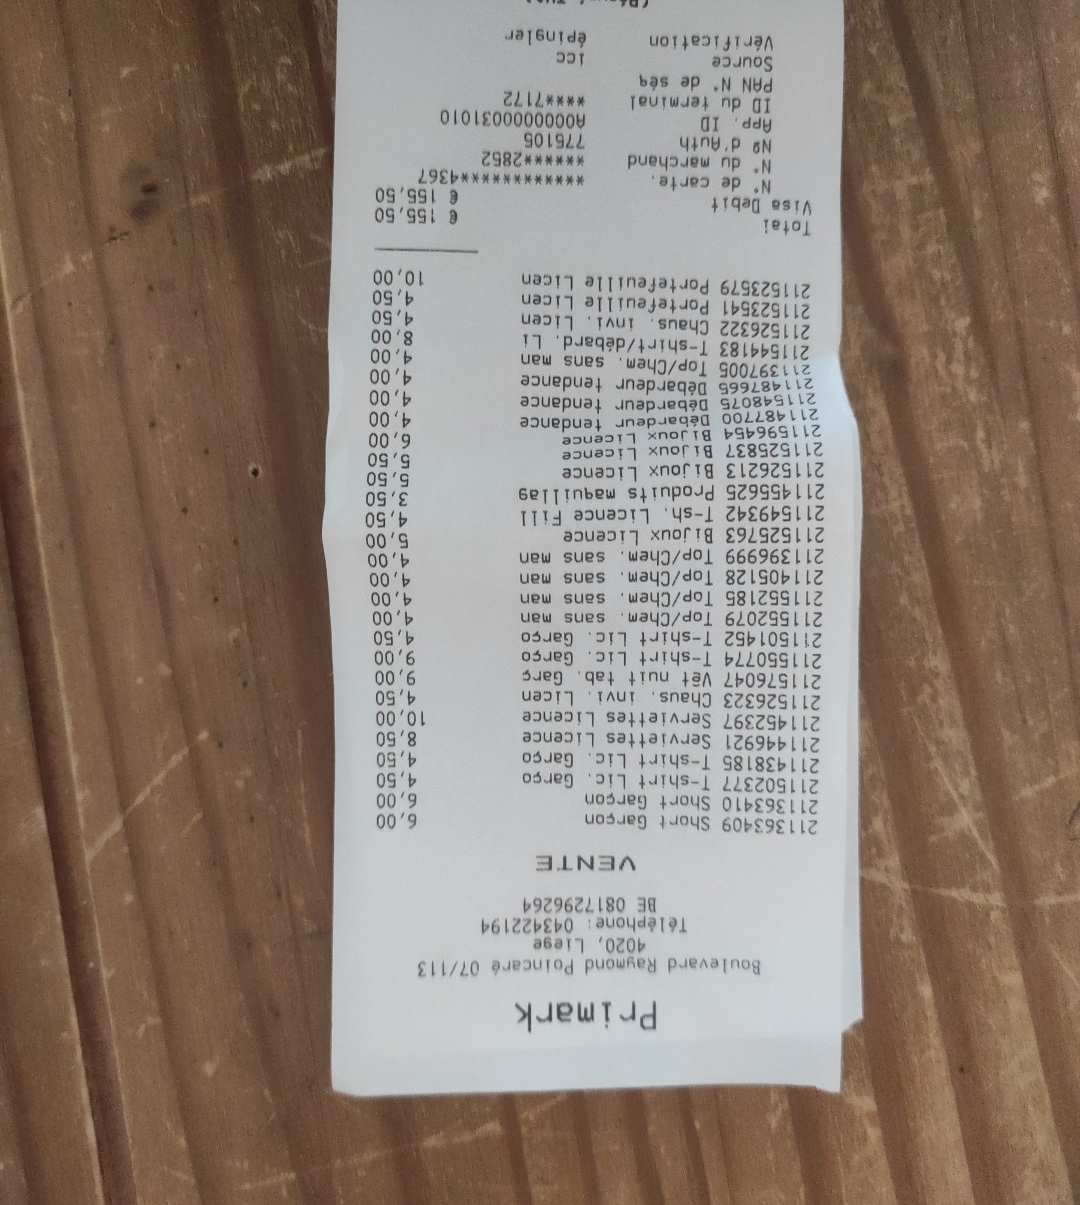 Primark
Boulevard Raymond Poincaré 07/113
4020, Liege
Téléphone: 043422194
BE 0817296264
VENTE
211363409 Short Garçon 6,00
211363410 Short Garçon 6,00
211502377 T-shirt Lic. Garço 4,50
211438185 T-shirt Lic. Garço 4,50
211446921 Serviettes Licence 8,50
211452397 Serviettes Licence 10,00
211526323 Chaus. invi. Licen 4,50
211576047 Vêt nuit tab. Garç 9,00
211550774 T-shirt Lic. Garço 9,00
211501452 T-shirt Lic. Garço 4,50
211552079 Top/Chem. sans man 4,00
211552185 Top/Chem. sans man 4,00
211405128 Top/Chem. sans man 4,00
211396999 Top/Chem. sans man 4,00
211525763 Bijoux Licence 5,00
211549342 T-sh. Licence Fill 4,50
211455625 Produits maquillag 3,50
211526213 Bijoux Licence 5,50
211525837 Bijoux Licence 5,50
211596454 Bijoux Licence 6,00
211487700 Débardeur tendance 4,00
211548075 Débardeur tendance 4,00
211487665 Débardeur tendance 4,00
211397005 Top/Chem. sans man 4,00
211544183 T-shirt/débard. Li 8,00
211526322 Chaus. invi. Licen 4,50
211523541 Portefeuille Licen 4,50
211523579 Portefeuille Licen 10,00
Total € 155,50
Visa Debit € 155,50
N° de carte. ************4367
N° du marchand ******2852
Nº d'Auth 775105
App. ID A0000000031010
ID du terminal ****7172
PAN N° de séq
Source icc
Vérification épingler